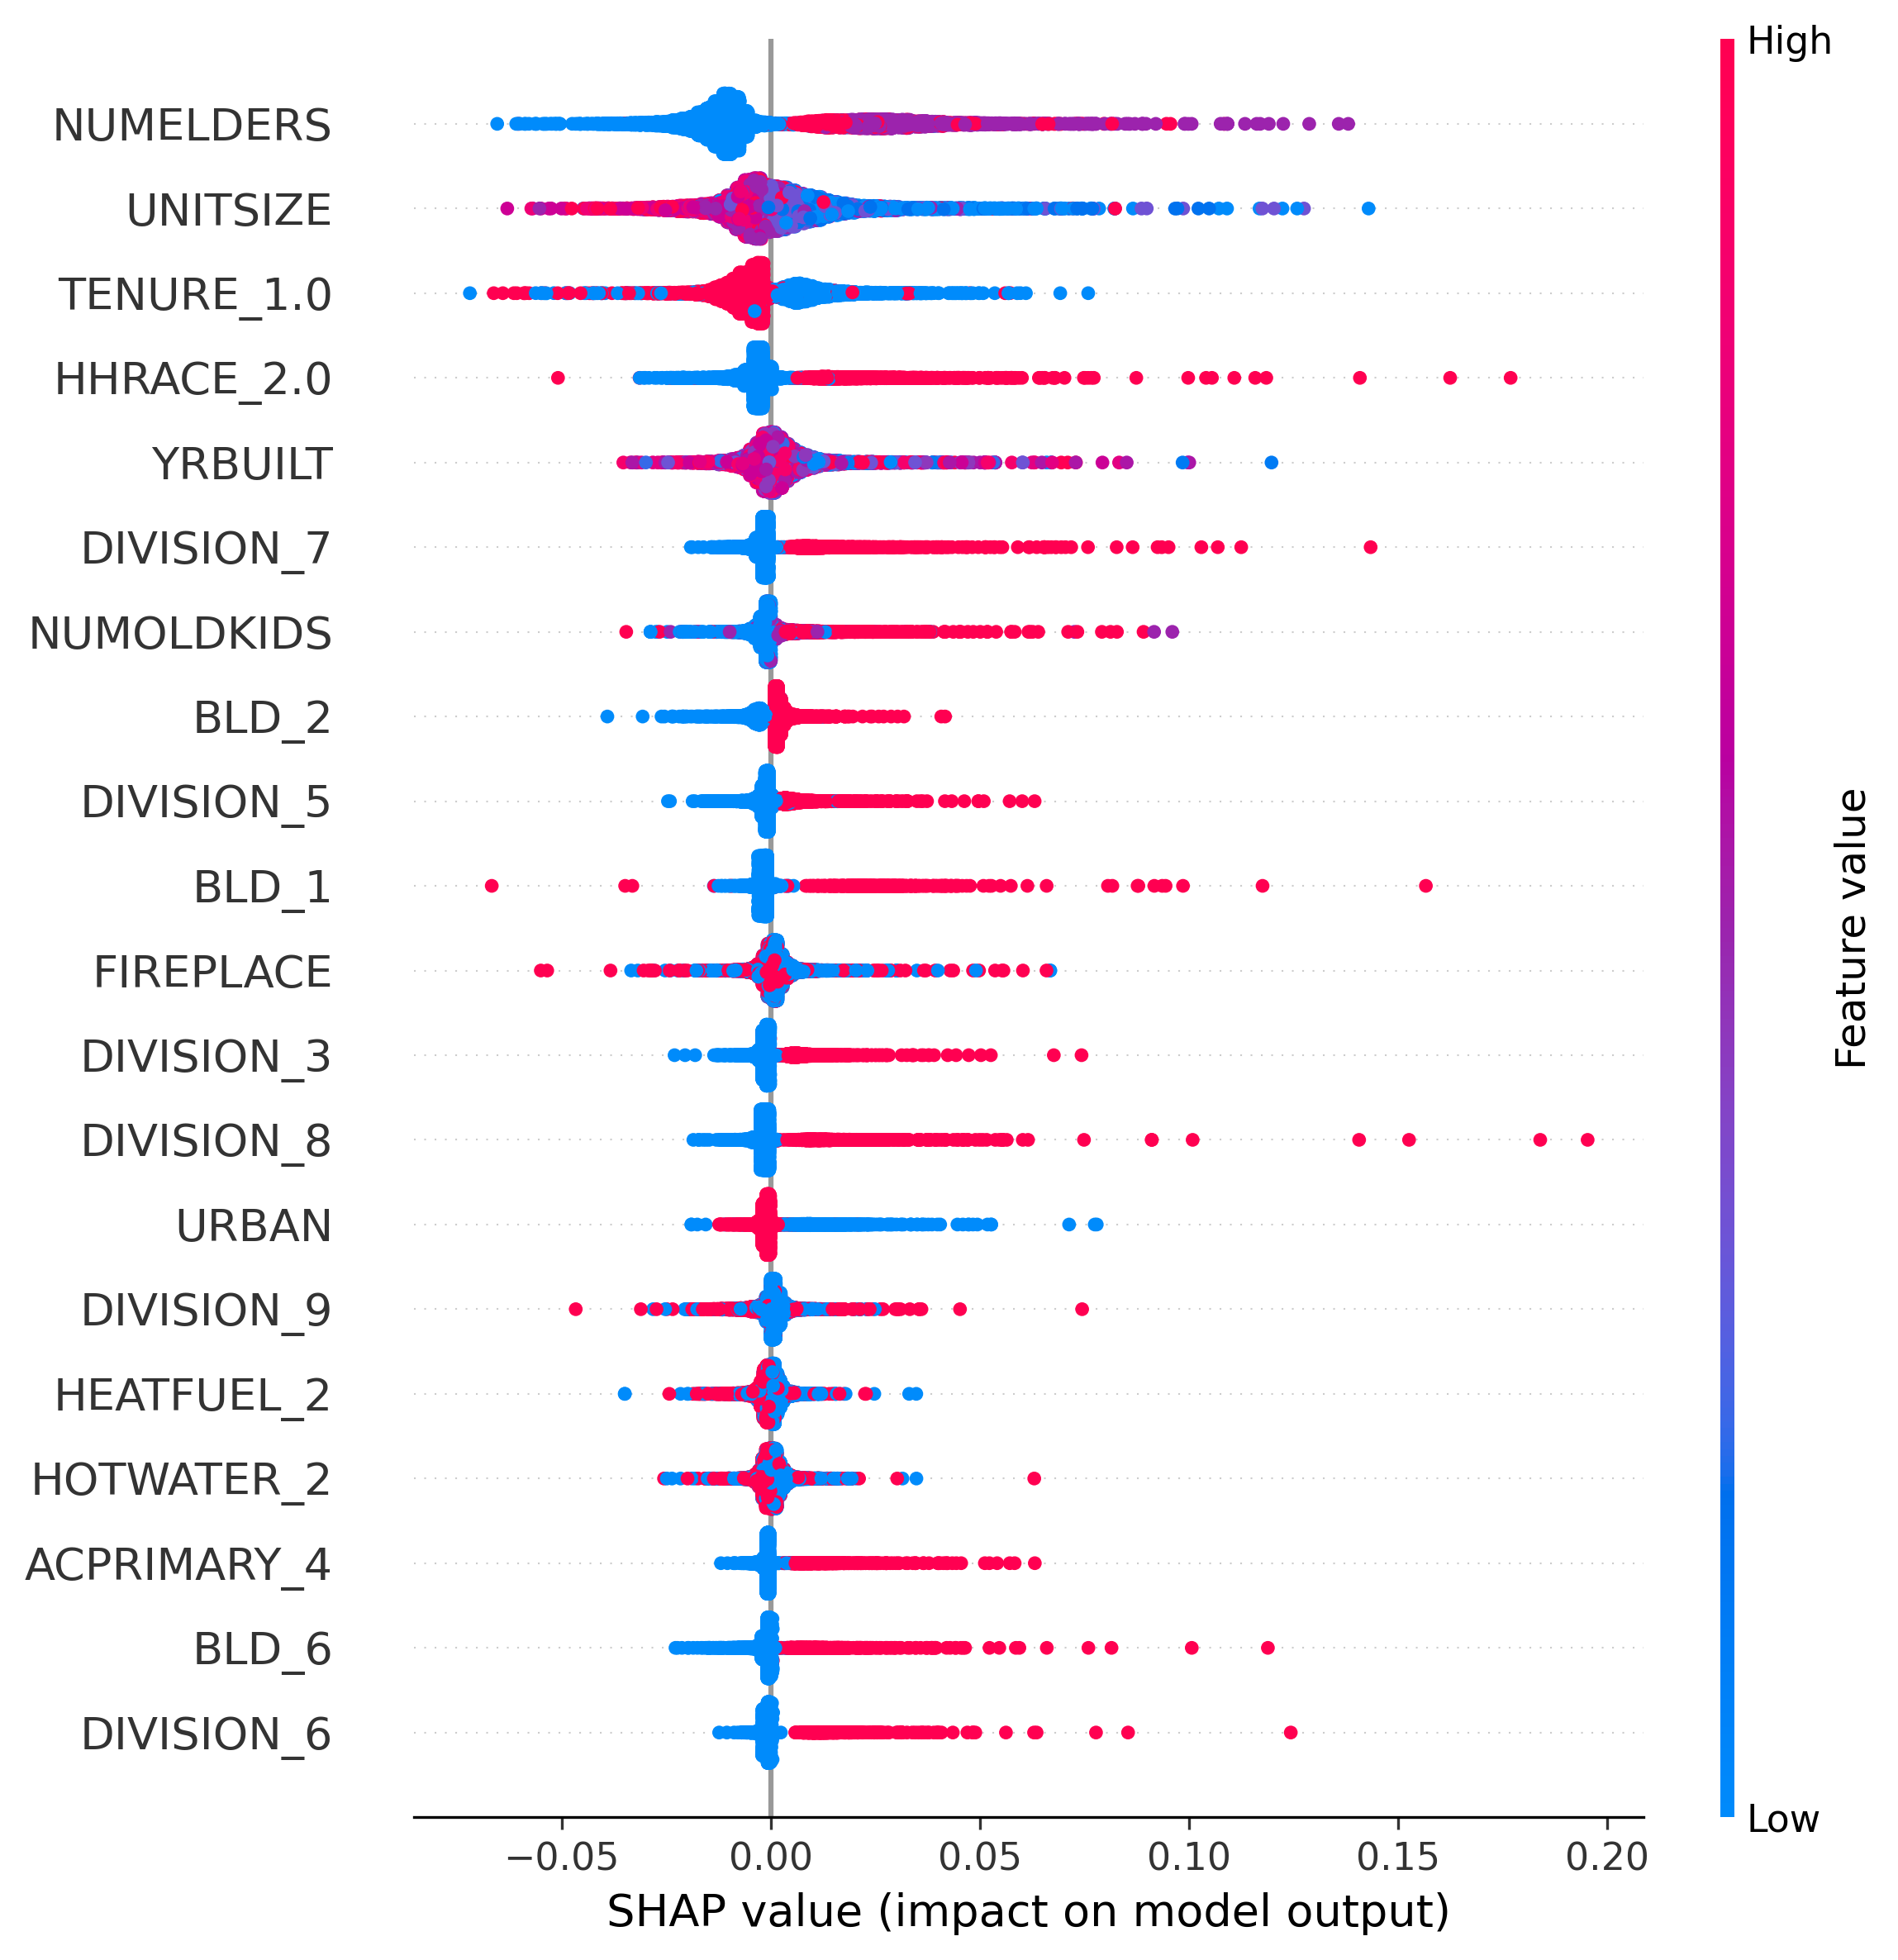 High
NUMELDERS
UNITSIZE
TENURE_1.0
HHRACE_2.0
YRBUILT
DIVISION_7
NUMOLDKIDS
BLD_2
DIVISION_5
BLD_1
FIREPLACE
DIVISION_3
DIVISION_8
URBAN
DIVISION_9
HEATFUEL_2
HOTWATER_2
ACPRIMARY_4
BLD_6
DIVISION_6
Feature value
Low
−0.05 0.00 0.05 0.10 0.15 0.20
SHAP value (impact on model output)